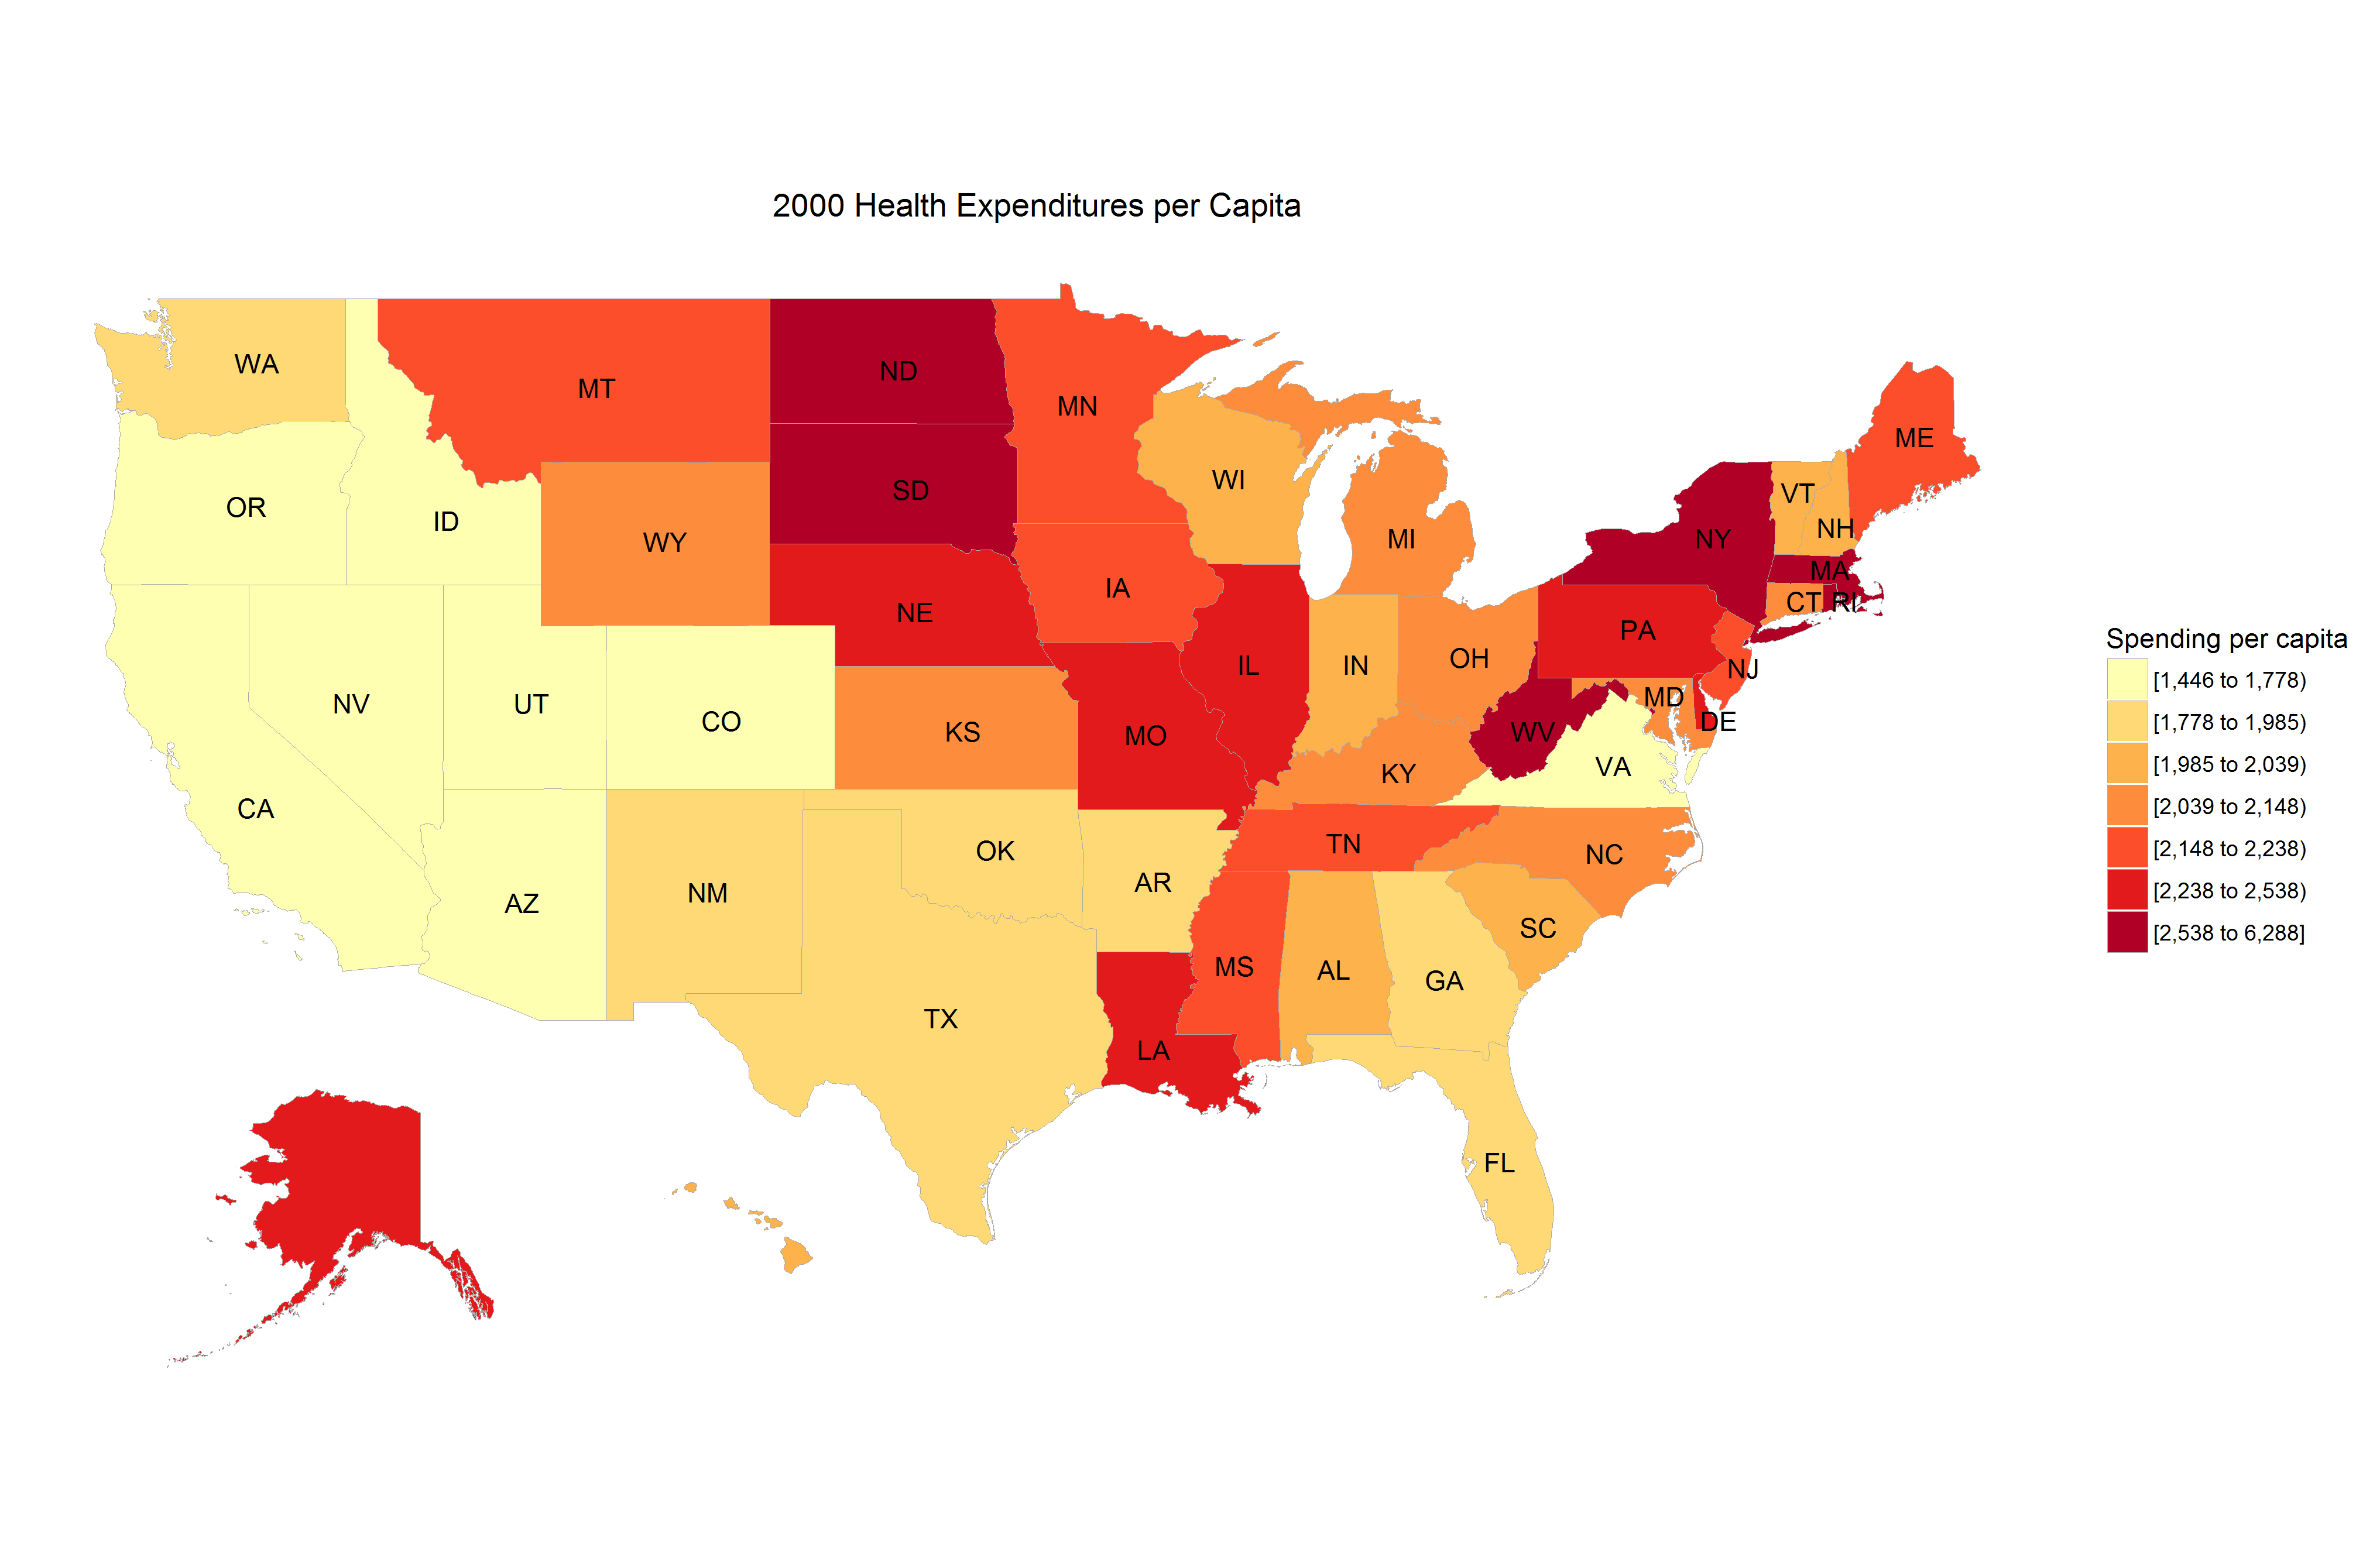 2000 Health Expenditures per Capita
WA
MT
ND
MN
ME
OR
ID
SD
WI
VT
NH
WY
MI
NY
MA
IA
CT RI
NE
PA
IL
IN
OH
NJ
NV
UT
CO
KS
MO
WV
MD
DE
KY
VA
CA
TN
OK
NC
AR
NM
AZ
SC
MS
AL
GA
TX
LA
FL
Spending per capita
[1,446 to 1,778)
[1,778 to 1,985)
[1,985 to 2,039)
[2,039 to 2,148)
[2,148 to 2,238)
[2,238 to 2,538)
[2,538 to 6,288]